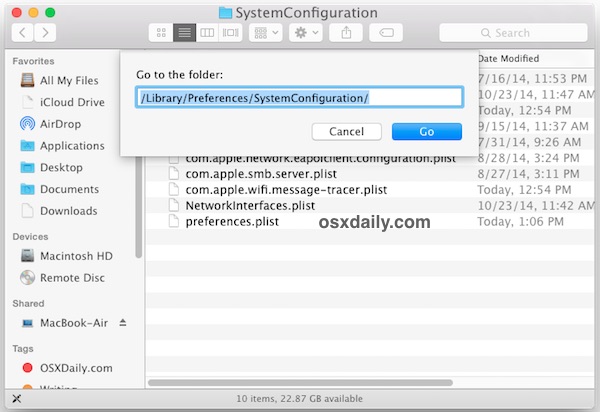 SystemConfiguration
Search
Favorites
All My Files
iCloud Drive
AirDrop
Applications
Desktop
Documents
Downloads
Devices
Macintosh HD
Remote Disc
Shared
MacBook-Air
Tags
OSXDaily.com
Go to the folder:
/Library/Preferences/SystemConfiguration/
Cancel
Go
Date Modified
7/16/14, 11:53 PM
10/23/14, 11:47 AM
Today, 12:54 PM
9/15/14, 11:37 AM
7/31/14, 9:26 AM
com.apple.network.eapolclient.configuration.plist 8/28/14, 3:24 PM
com.apple.smb.server.plist 8/27/14, 3:11 PM
com.apple.wifi.message-tracer.plist Today, 12:54 PM
NetworkInterfaces.plist 10/23/14, 11:42 AM
preferences.plist Today, 1:06 PM
osxdaily.com
10 items, 22.87 GB available